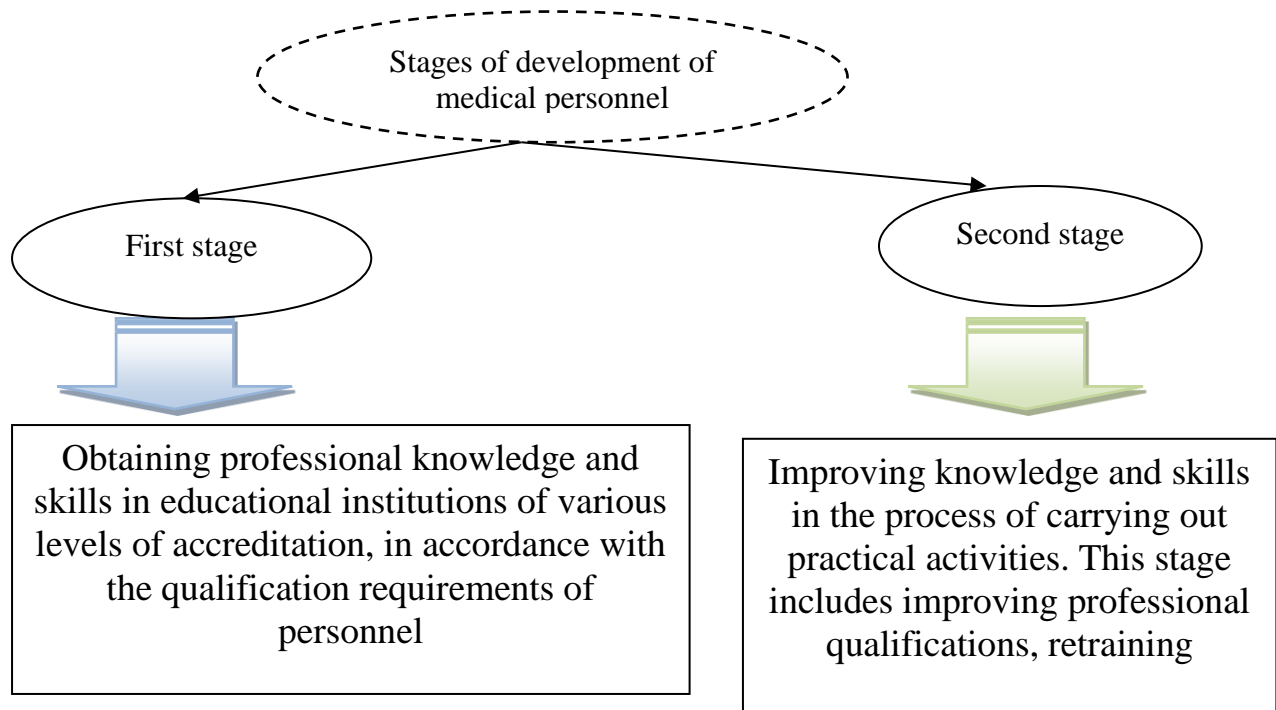 Stages of development of
medical personnel
First stage
Second stage
Obtaining professional knowledge and
skills in educational institutions of various
levels of accreditation, in accordance with
the qualification requirements of
personnel
Improving knowledge and skills
in the process of carrying out
practical activities. This stage
includes improving professional
qualifications, retraining